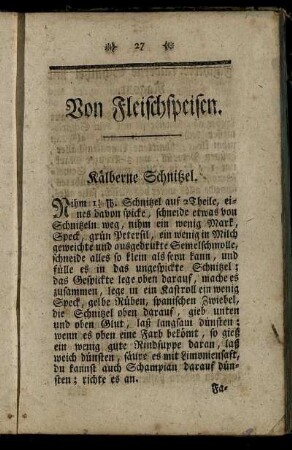 27
Von Fleischspeisen.
Kälberne Schnitzel.
Nihm 1½ ℔. Schnitzel auf 2 Theile, ei-
nes davon spicke, schneide etwas von
Schnitzeln weg, nihm ein wenig Mark,
Speck, grün Petersil, ein wenig in Milch
geweichte und ausgedrukte Semelschmolle,
schneide alles so klein als seyn kann, und
fülle es in das ungespickte Schnitzel;
das Gespickte lege oben darauf, mache es
zusammen, lege in ein Kastroll ein wenig
Speck, gelbe Rüben, spanischen Zwiebel,
die Schnitzel oben darauf, gieb unten
und oben Glut, laß langsam dünsten;
wenn es oben eine Farb bekömt, so gieß
ein wenig gute Rindsuppe daran, laß
weich dünsten, säure es mit Limoniensaft,
du kannst auch Schampian darauf dün-
sten; richte es an.
Fa-